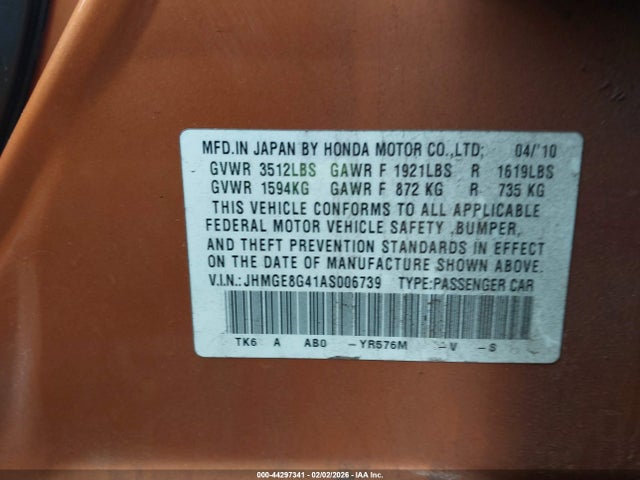 MFD.IN JAPAN BY HONDA MOTOR CO.,LTD; 04/'10
GVWR 3512LBS GAWR F 1921LBS R 1619LBS
GVWR 1594KG GAWR F 872 KG R 735 KG
THIS VEHICLE CONFORMS TO ALL APPLICABLE
FEDERAL MOTOR VEHICLE SAFETY ,BUMPER,
AND THEFT PREVENTION STANDARDS IN EFFECT
ON THE DATE OF MANUFACTURE SHOWN ABOVE.
V.I.N.: JHMGE8G41AS006739 TYPE:PASSENGER CAR
TK6 A AB0 -YR576M -V -S
000-44297341 - 02/02/2026 - Copyright © IAA Inc.